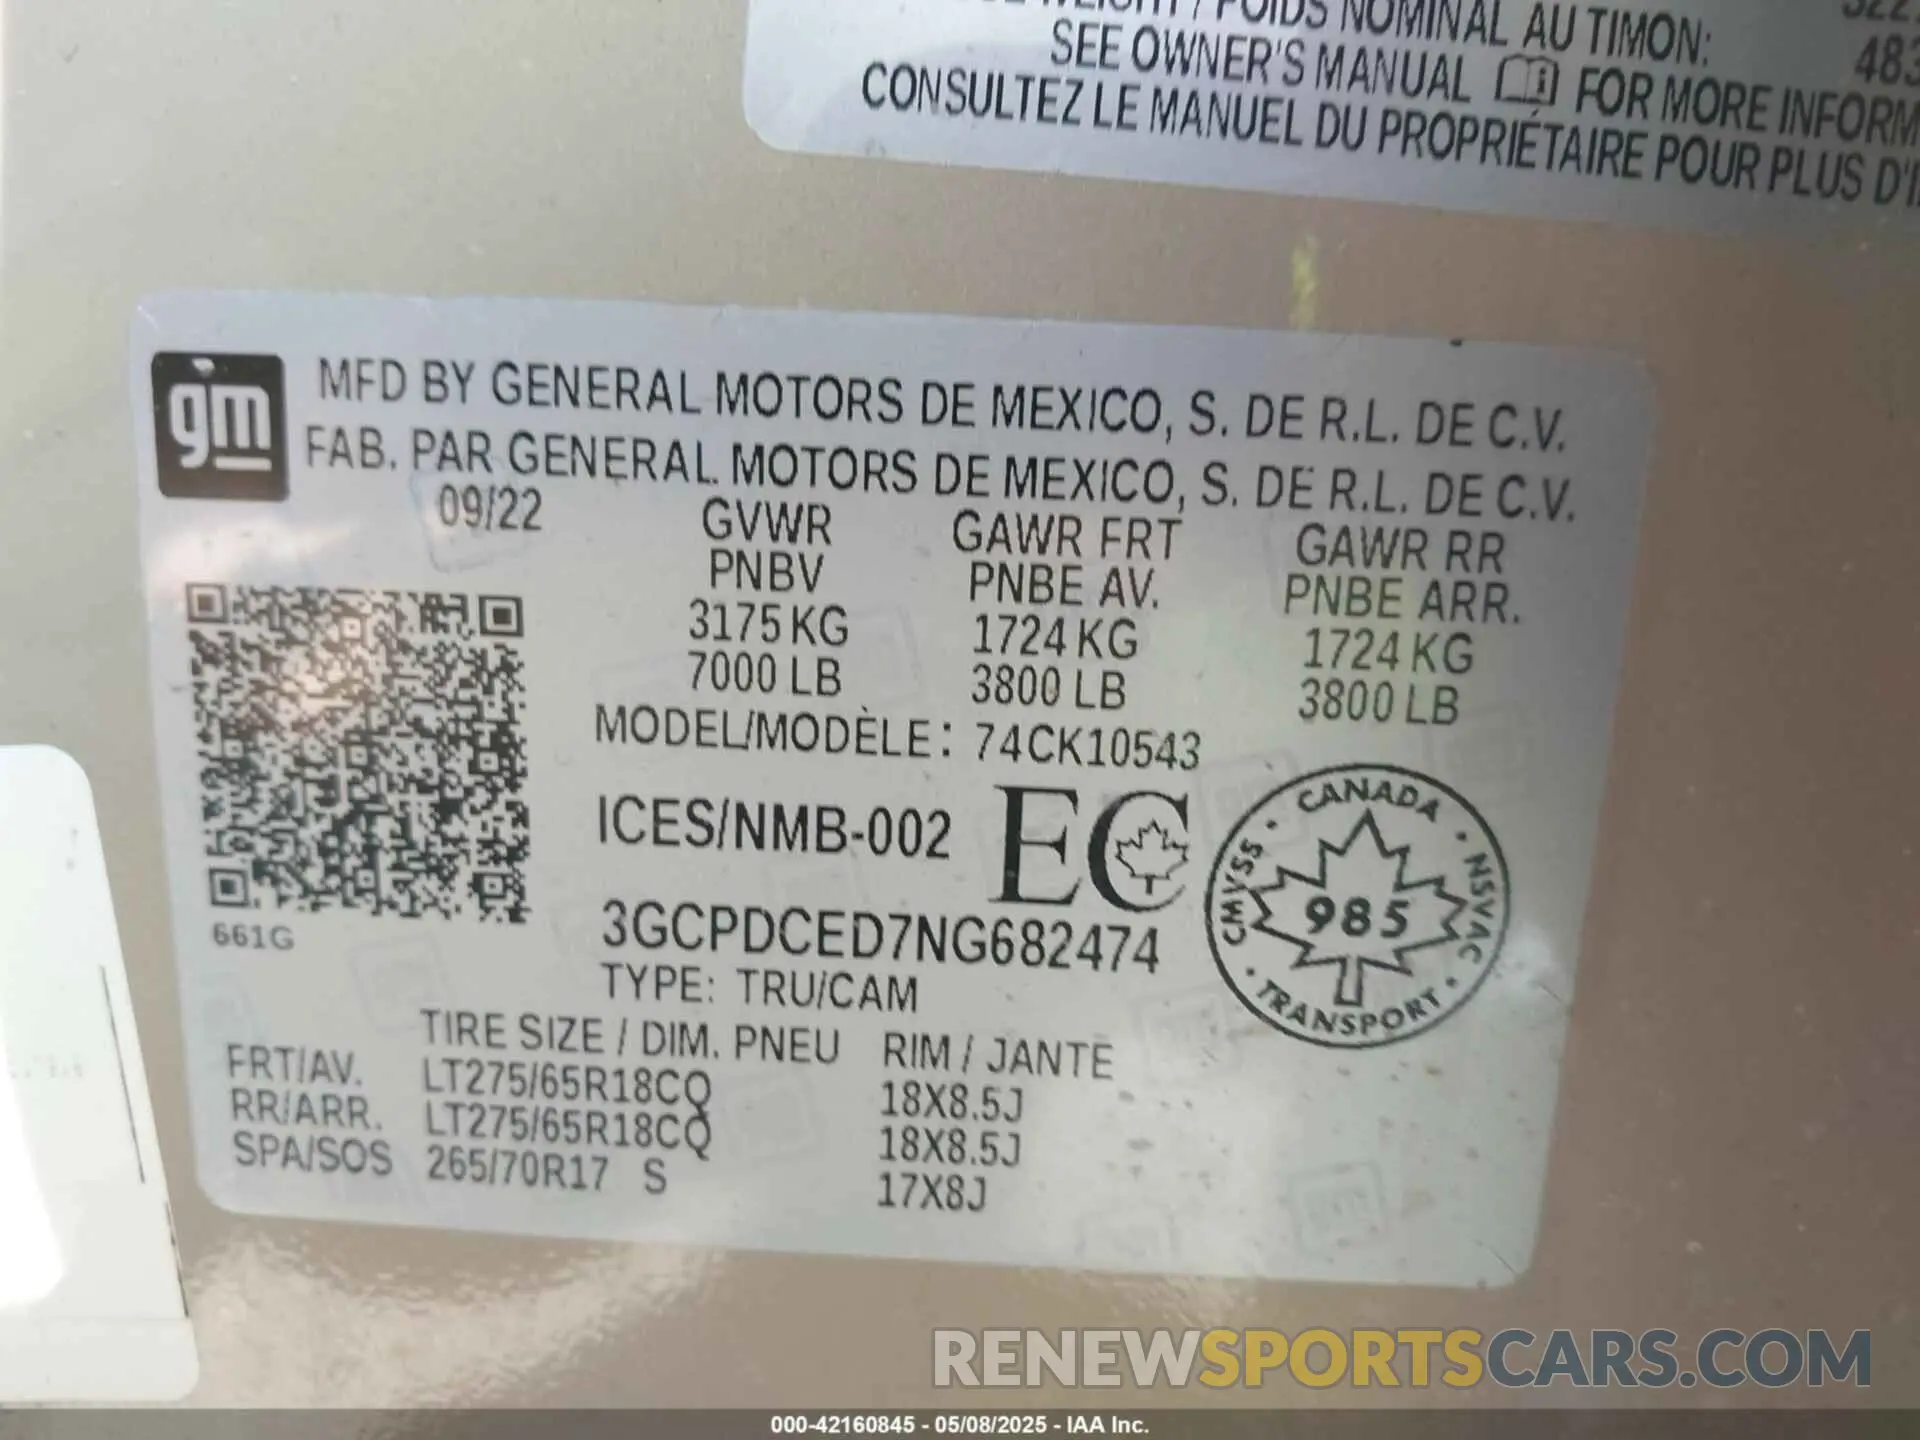 POIDS NOMINAL AU TIMON:
483
SEE OWNER'S MANUAL FOR MORE INFORM
CONSULTEZ LE MANUEL DU PROPRIÉTAIRE POUR PLUS D'I
gm
MFD BY GENERAL MOTORS DE MEXICO, S. DE R.L. DE C.V.
FAB. PAR GENERAL MOTORS DE MEXICO, S. DE R.L. DE C.V.
09/22 GVWR GAWR FRT GAWR RR
PNBV PNBE AV. PNBE ARR.
3175 KG 1724 KG 1724 KG
7000 LB 3800 LB 3800 LB
MODEL/MODÈLE: 74CK10543
ICES/NMB-002 EC
CANADA · NSVAC · TRANSPORT · CMVSS ·
985
661G
3GCPDCED7NG682474
TYPE: TRU/CAM
TIRE SIZE / DIM. PNEU RIM / JANTE
FRT/AV. LT275/65R18CQ 18X8.5J
RR/ARR. LT275/65R18CQ 18X8.5J
SPA/SOS 265/70R17 S 17X8J
RENEWSPORTSCARS.COM
000-42160845 - 05/08/2025 - IAA Inc.